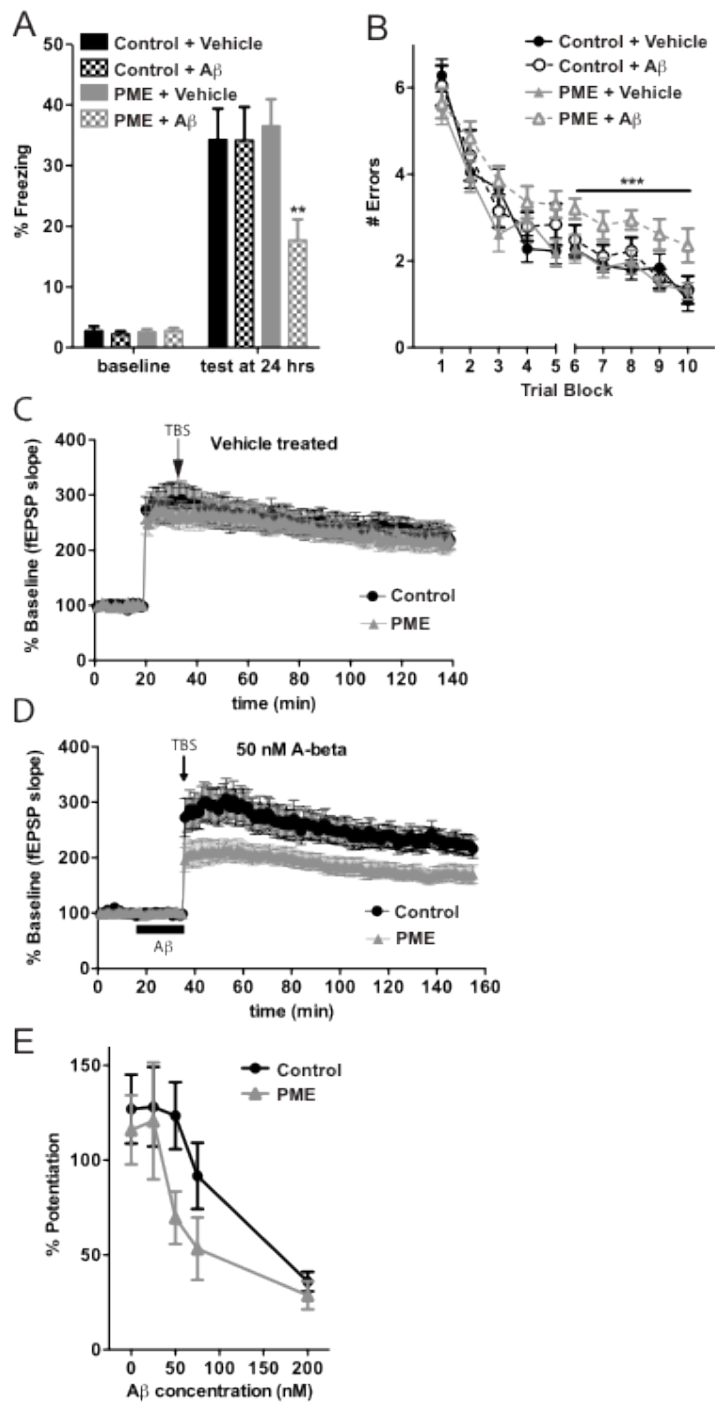 A
Control + Vehicle
Control + Aβ
PME + Vehicle
PME + Aβ
% Freezing
50
40
30
20
10
0
**
baseline
test at 24 hrs
B
Control + Vehicle
Control + Aβ
PME + Vehicle
PME + Aβ
# Errors
6
4
2
0
***
1 2 3 4 5 6 7 8 9 10
Trial Block
C
TBS
Vehicle treated
% Baseline (fEPSP slope)
400
300
200
100
0
Control
PME
0 20 40 60 80 100 120 140
time (min)
D
TBS
50 nM A-beta
% Baseline (fEPSP slope)
400
300
200
100
0
Aβ
Control
PME
0 20 40 60 80 100 120 140 160
time (min)
E
Control
PME
% Potentiation
150
100
50
0
0 50 100 150 200
Aβ concentration (nM)